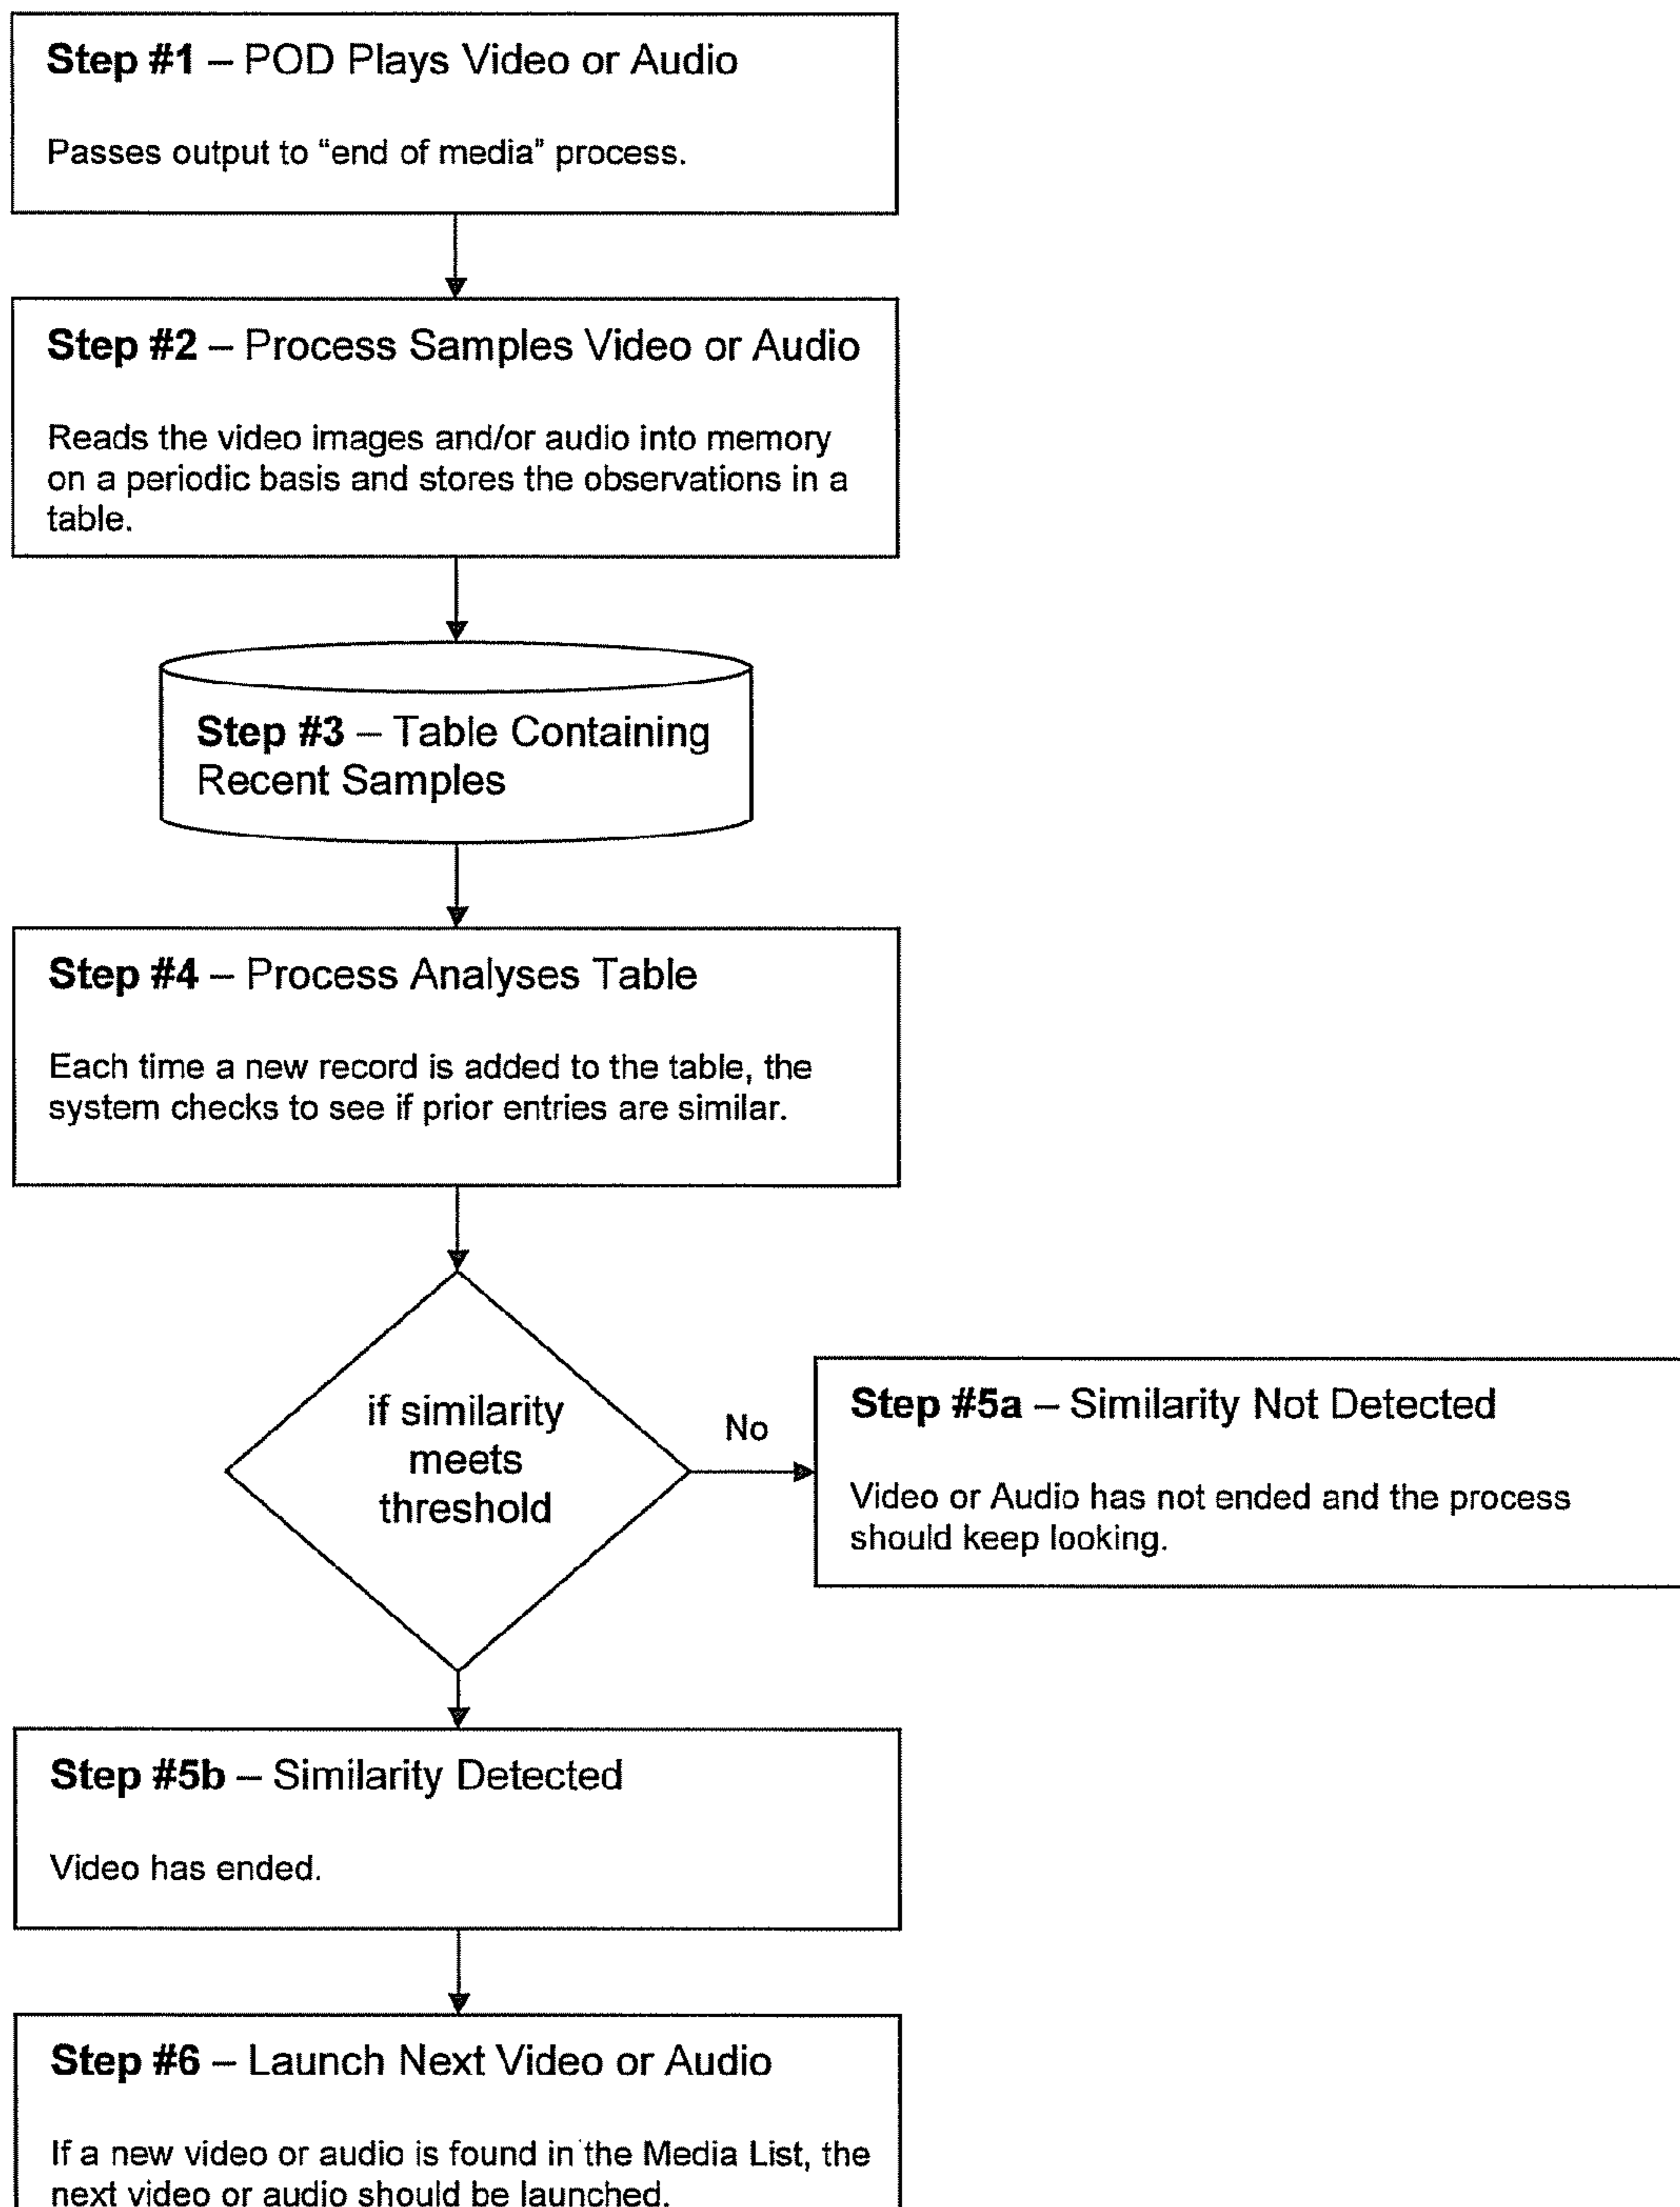 Step #1 – POD Plays Video or Audio
Passes output to “end of media” process.
Step #2 – Process Samples Video or Audio
Reads the video images and/or audio into memory
on a periodic basis and stores the observations in a
table.
Step #3 – Table Containing
Recent Samples
Step #4 – Process Analyses Table
Each time a new record is added to the table, the
system checks to see if prior entries are similar.
if similarity
meets
threshold
No
Step #5a – Similarity Not Detected
Video or Audio has not ended and the process
should keep looking.
Step #5b – Similarity Detected
Video has ended.
Step #6 – Launch Next Video or Audio
If a new video or audio is found in the Media List, the
next video or audio should be launched.